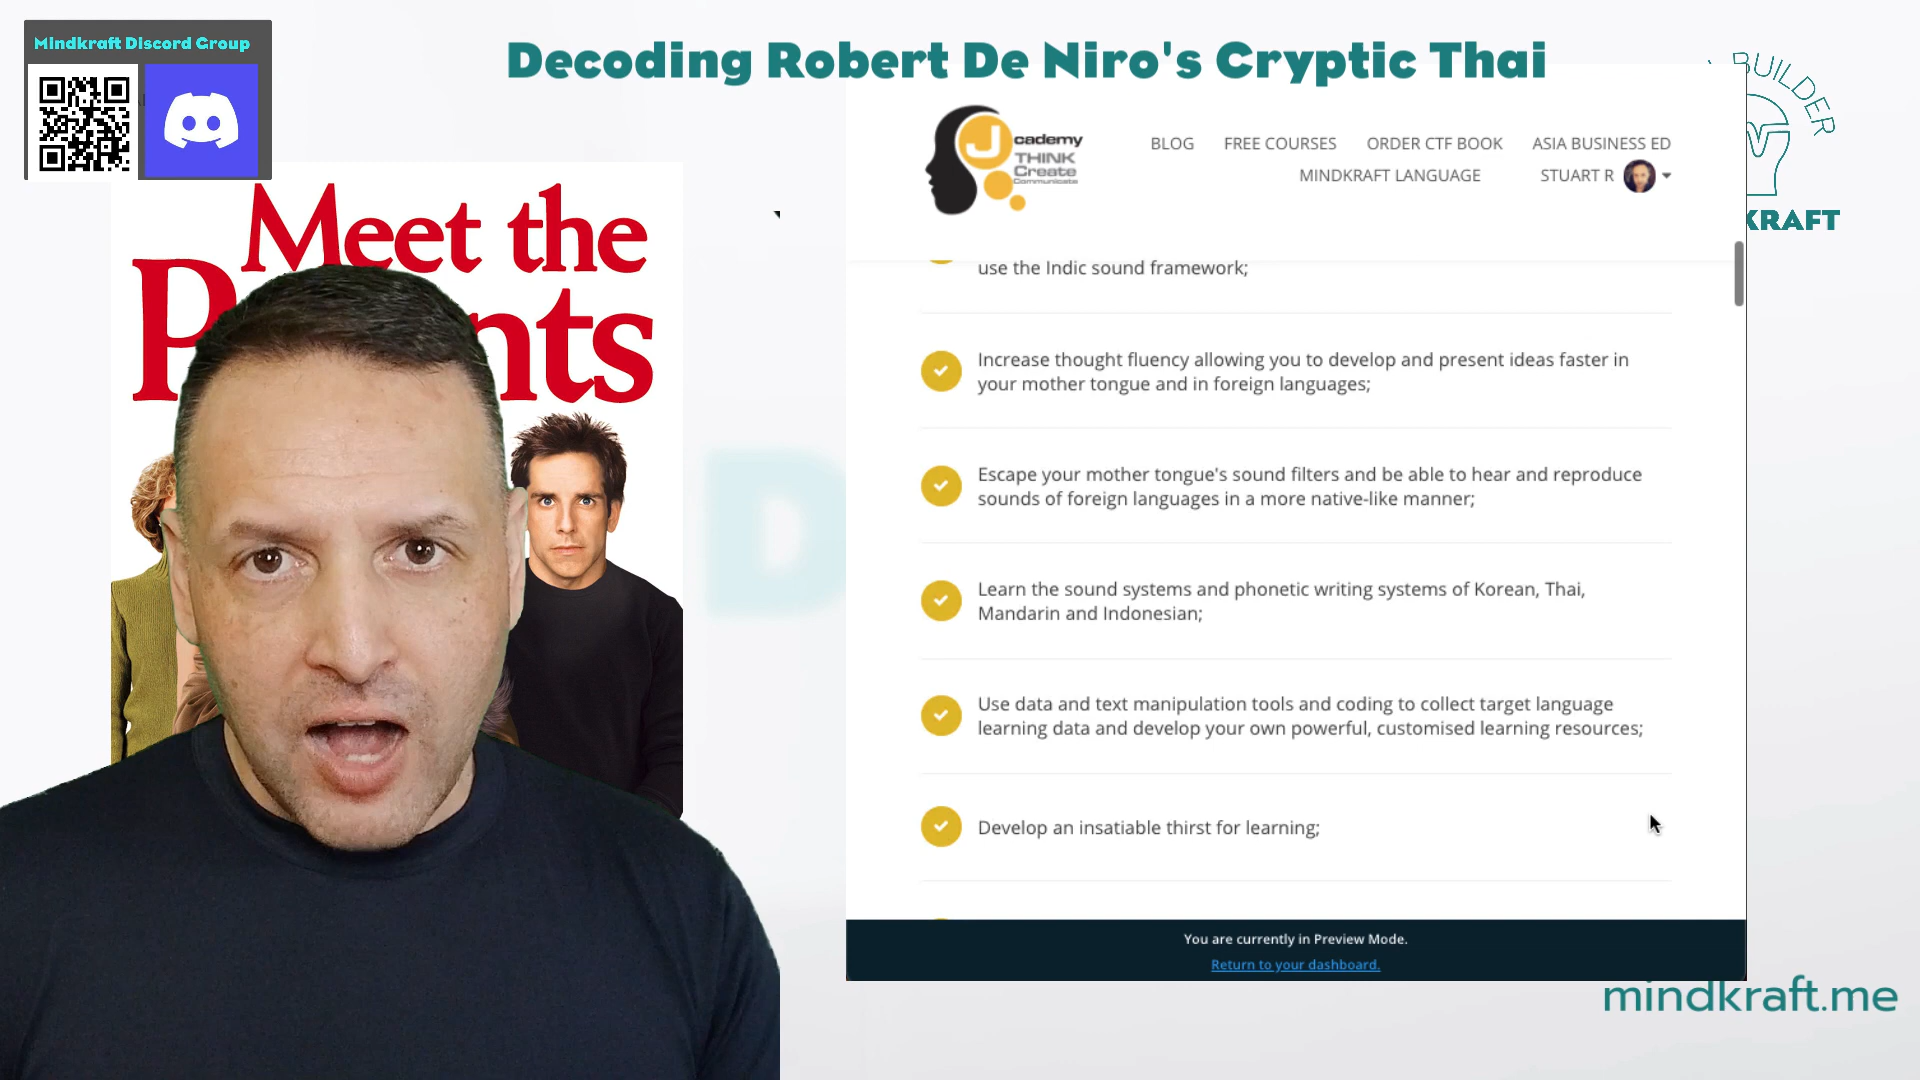 Mindkraft Discord Group
Decoding Robert De Niro's Cryptic Thai
BUILDER
KRAFT
Meet the
P nts
J cademy
THINK
Create
Communicate
BLOG FREE COURSES ORDER CTF BOOK ASIA BUSINESS ED
MINDKRAFT LANGUAGE STUART R
use the Indic sound framework;
Increase thought fluency allowing you to develop and present ideas faster in
your mother tongue and in foreign languages;
Escape your mother tongue's sound filters and be able to hear and reproduce
sounds of foreign languages in a more native-like manner;
Learn the sound systems and phonetic writing systems of Korean, Thai,
Mandarin and Indonesian;
Use data and text manipulation tools and coding to collect target language
learning data and develop your own powerful, customised learning resources;
Develop an insatiable thirst for learning;
You are currently in Preview Mode.
Return to your dashboard.
mindkraft.me